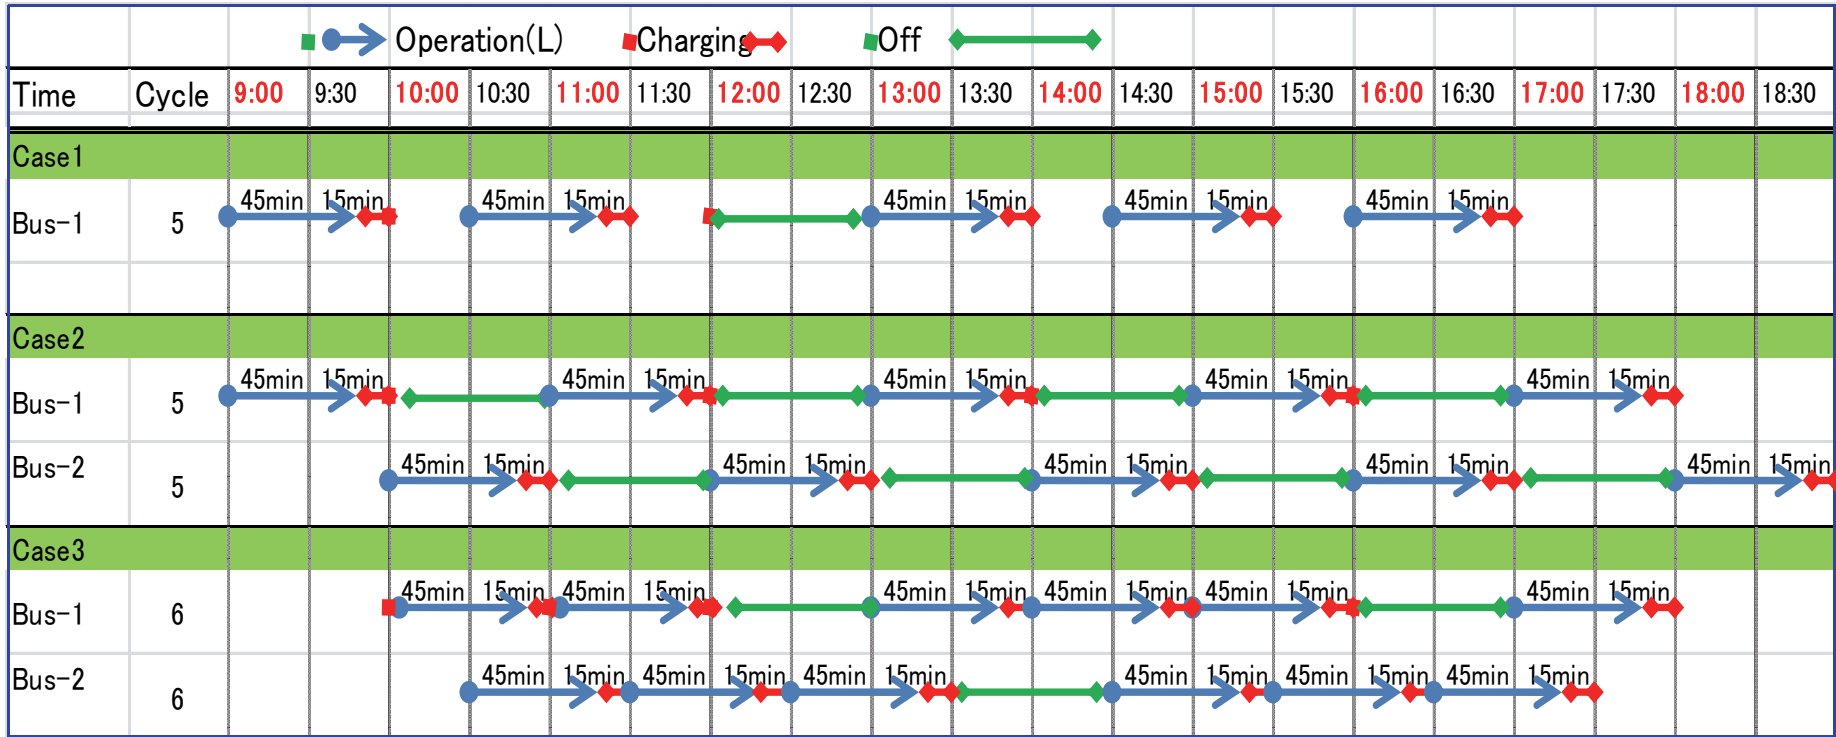 Operation(L) Charging Off
Time Cycle 9:00 9:30 10:00 10:30 11:00 11:30 12:00 12:30 13:00 13:30 14:00 14:30 15:00 15:30 16:00 16:30 17:00 17:30 18:00 18:30
Case1
45min 15min 45min 15min 45min 15min 45min 15min 45min 15min
Bus-1 5
Case2
45min 15min 45min 15min 45min 15min 45min 15min 45min 15min
Bus-1 5
45min 15min 45min 15min 45min 15min 45min 15min 45min 15min
Bus-2 5
Case3
45min 15min 45min 15min 45min 15min 45min 15min 45min 15min 45min 15min
Bus-1 6
45min 15min 45min 15min 45min 15min 45min 15min 45min 15min 45min 15min
Bus-2 6